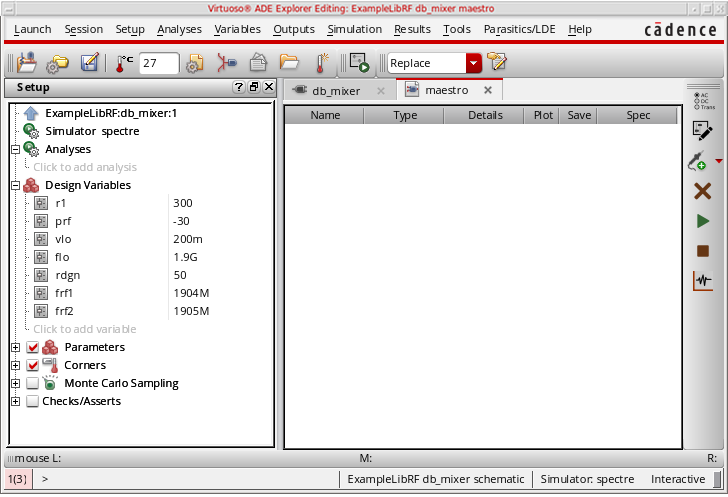 Virtuoso® ADE Explorer Editing: ExampleLibRF db_mixer maestro
Launch Session Setup Analyses Variables Outputs Simulation Results Tools Parasitics/LDE Help cādence
27 Replace
Setup
db_mixer maestro
ExampleLibRF:db_mixer:1
Simulator spectre
Analyses
Click to add analysis
Design Variables
r1 300
prf -30
vlo 200m
flo 1.9G
rdgn 50
frf1 1904M
frf2 1905M
Click to add variable
Parameters
Corners
Monte Carlo Sampling
Checks/Asserts
Name Type Details Plot Save Spec
AC
DC
Trans
mouse L: M: R:
1(3) > ExampleLibRF db_mixer schematic Simulator: spectre Interactive